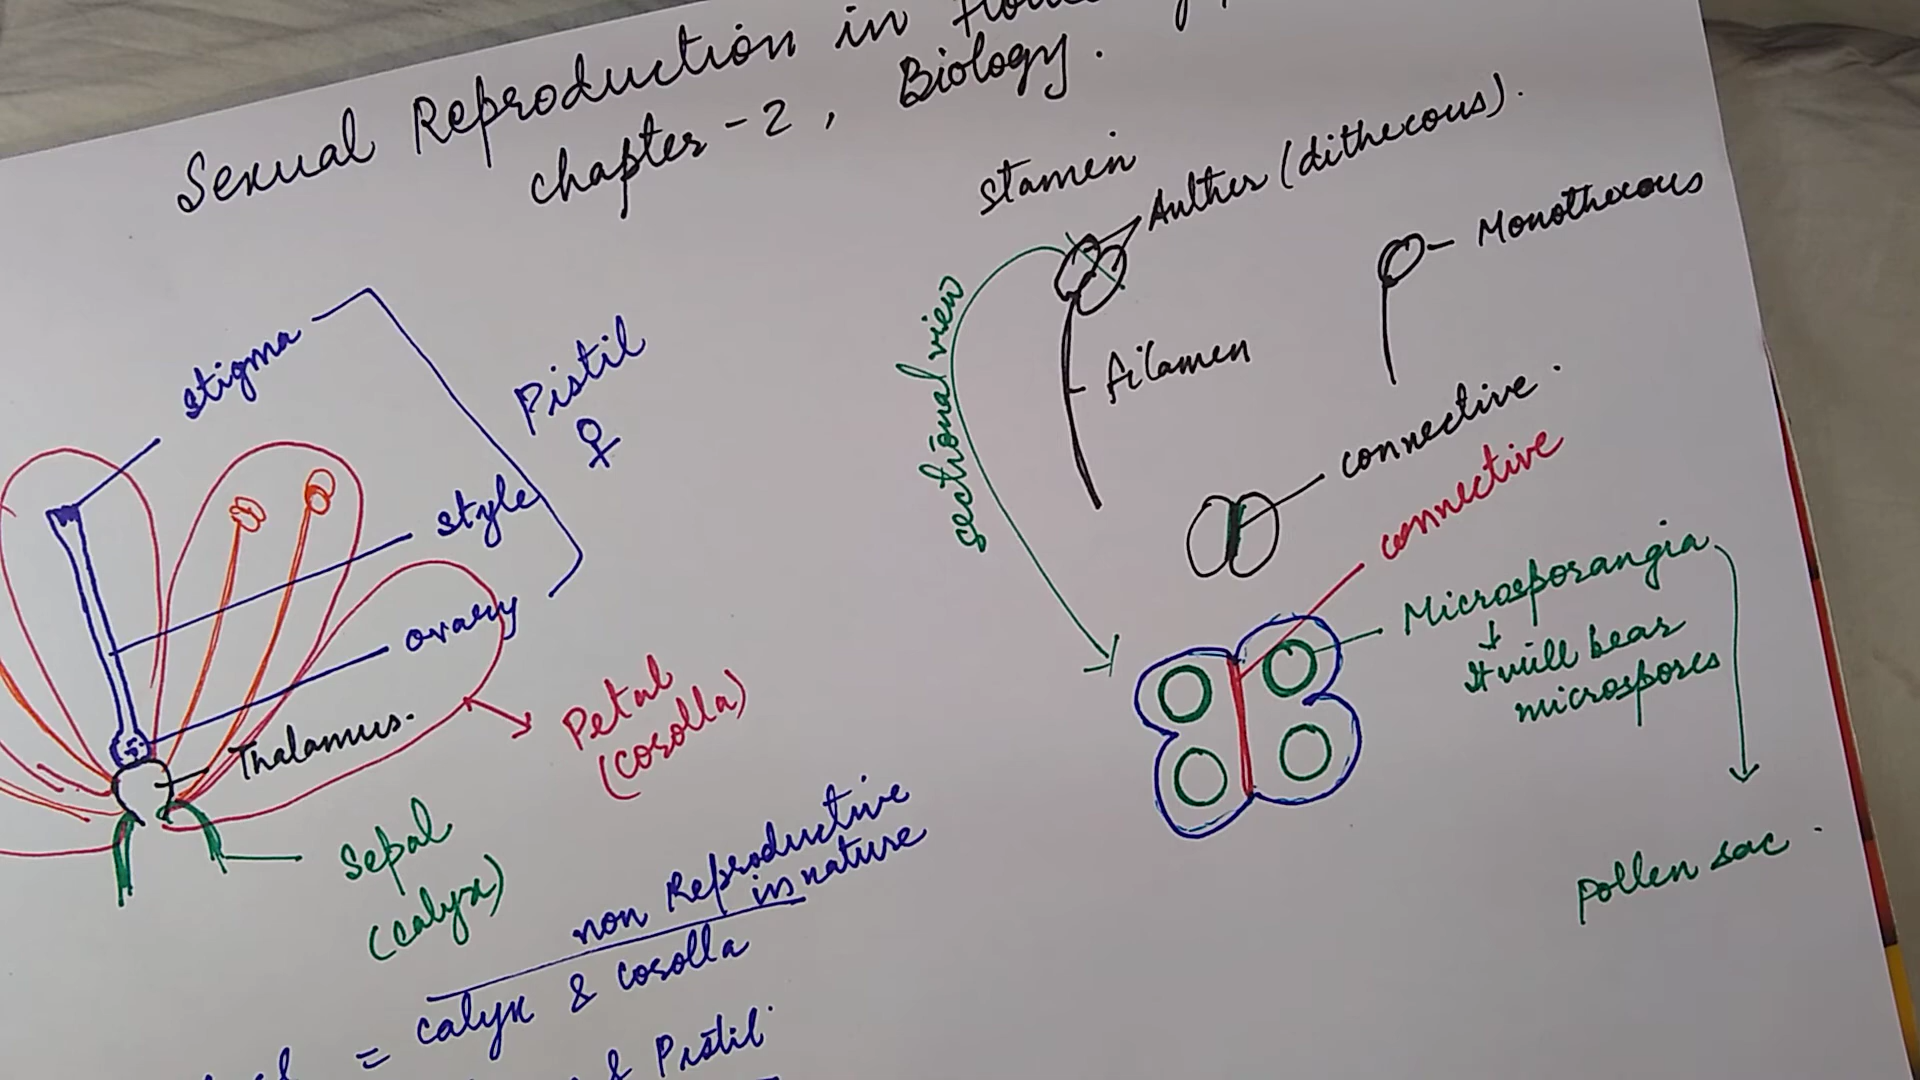 Sexual Reproduction in
chapter - 2, Biology.
stigma
Pistil
♀
style
ovary
Thalamus.
Petal
(corolla)
Sepal
(calyx)
non Reproductive
in nature
= calyx & corolla
& Pistil
stamen
Anther (dithecous).
Monothecous
filamen
sectional view
connective.
connective
Microsporangia
↓
It will bear
microspores
Pollen sac.